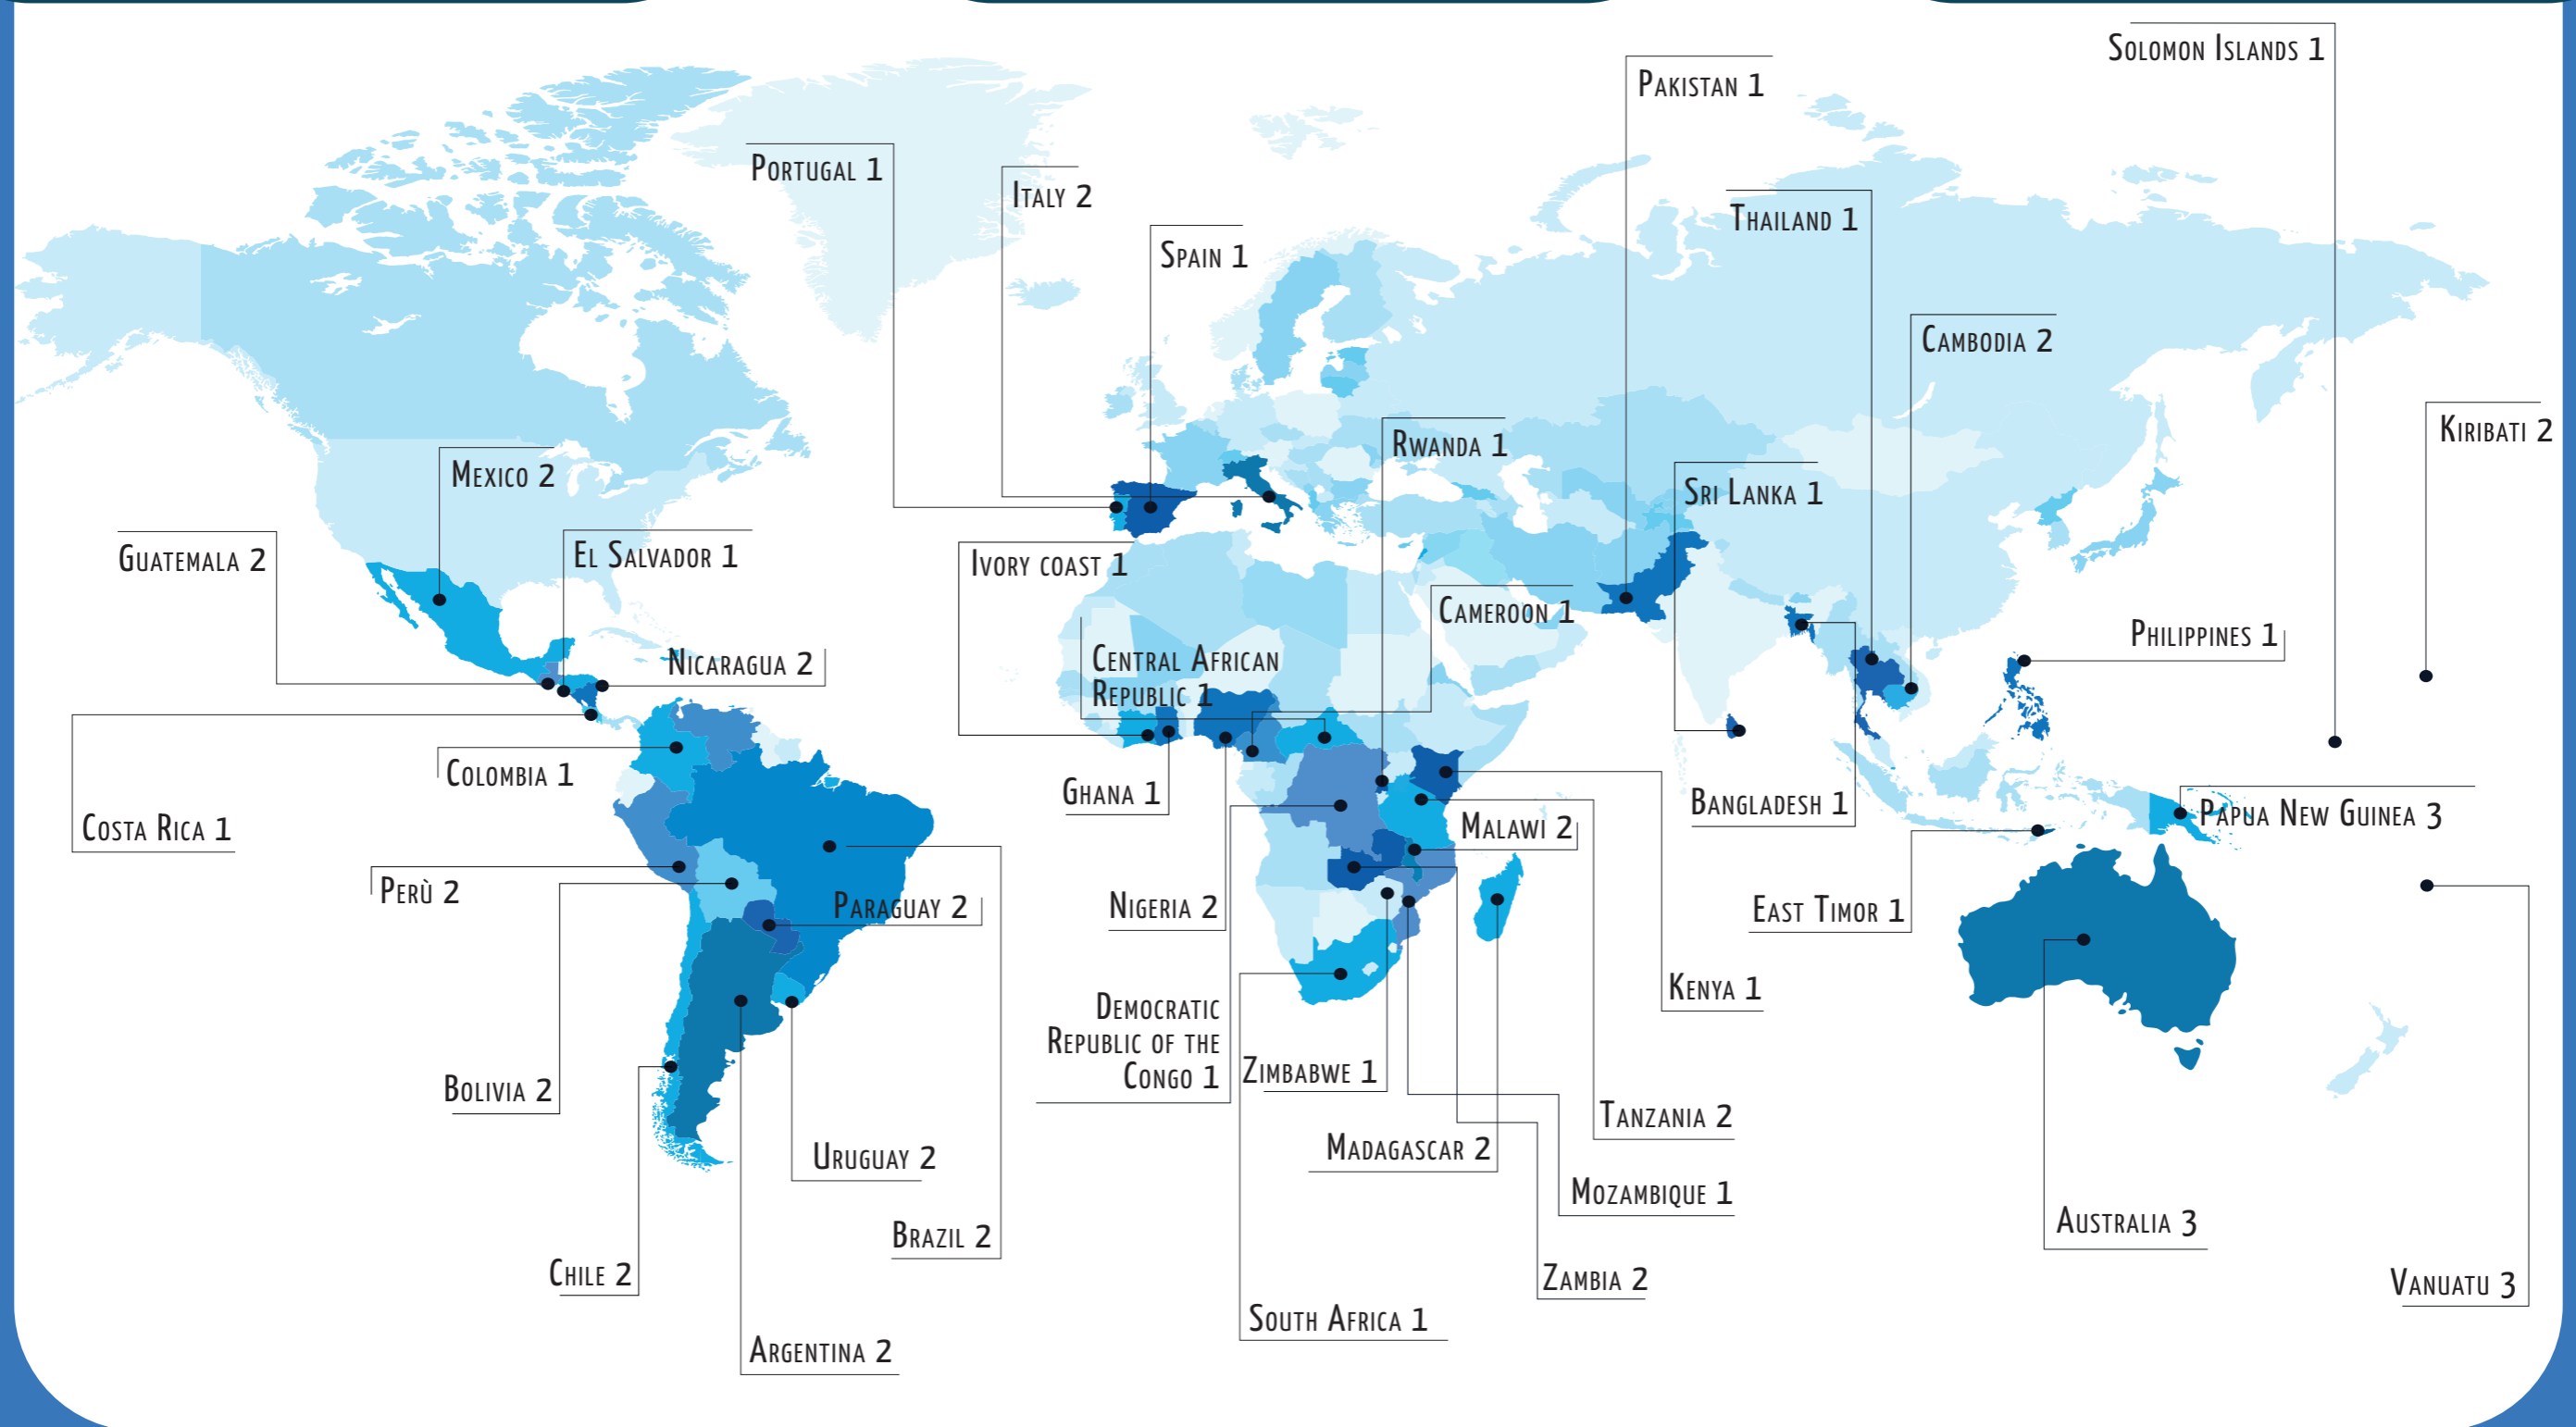 Solomon Islands 1
Pakistan 1
Portugal 1
Italy 2
Thailand 1
Spain 1
Cambodia 2
Kiribati 2
Rwanda 1
Mexico 2
Sri Lanka 1
Guatemala 2
El Salvador 1
Ivory coast 1
Cameroon 1
Philippines 1
Nicaragua 2
Central African
Republic 1
Colombia 1
Ghana 1
Bangladesh 1
Papua New Guinea 3
Costa Rica 1
Malawi 2
Perù 2
Paraguay 2
Nigeria 2
East Timor 1
Kenya 1
Democratic
Republic of the
Congo 1
Zimbabwe 1
Bolivia 2
Tanzania 2
Uruguay 2
Madagascar 2
Mozambique 1
Australia 3
Brazil 2
Chile 2
Zambia 2
Vanuatu 3
South Africa 1
Argentina 2